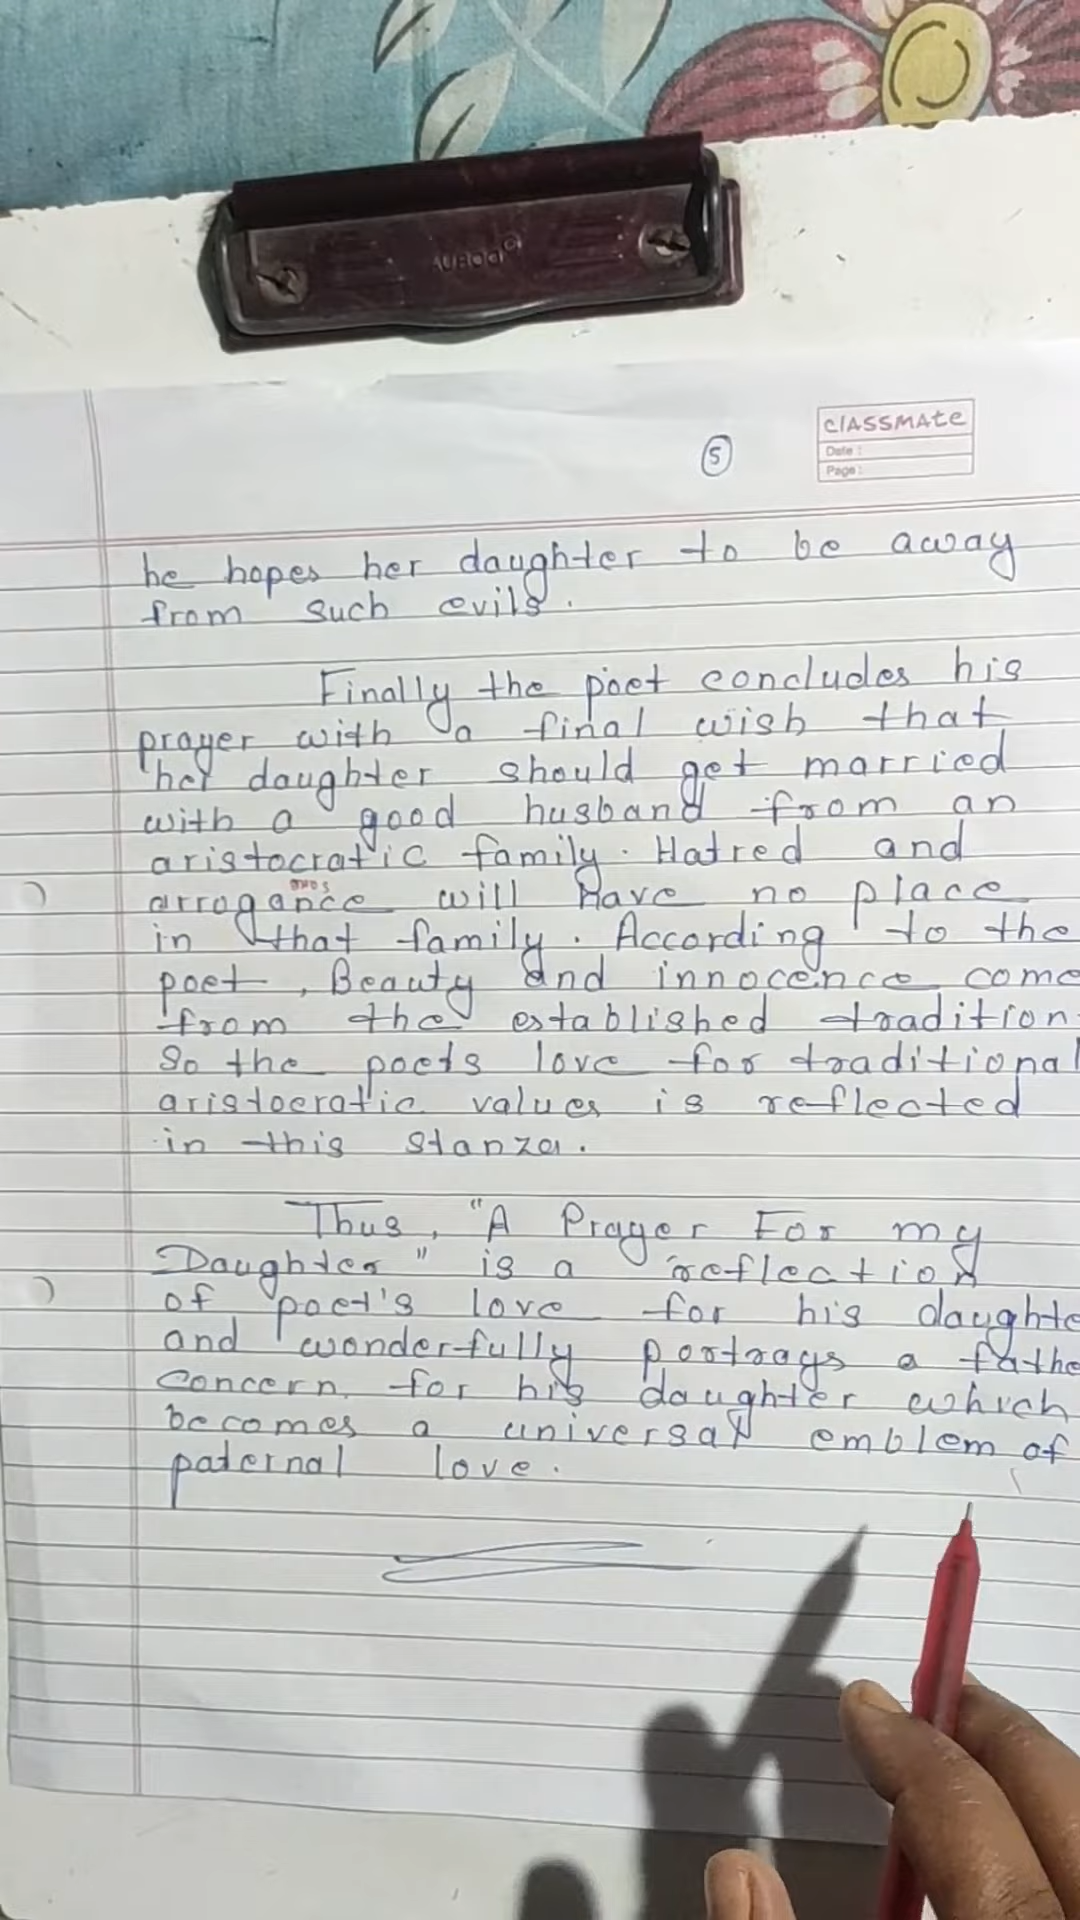 5
CLASSMATE
Date :
Page :
he hopes her daughter to be away
from such evils.
Finally the poet concludes his
prayer with a final wish that
her daughter should get married
with a good husband from an
aristocratic family. Hatred and
arrogance will have no place
in that family. According to the
poet, Beauty and innocence come
from the established tradition
So the poets love for traditional
aristocratic values is reflected
in this stanza.
Thus, "A Prayer For my
Daughter" is a reflection
of poet's love for his daughte
and wonderfully portrays a fathe
concern for his daughter which
becomes a universal emblem of
paternal love.